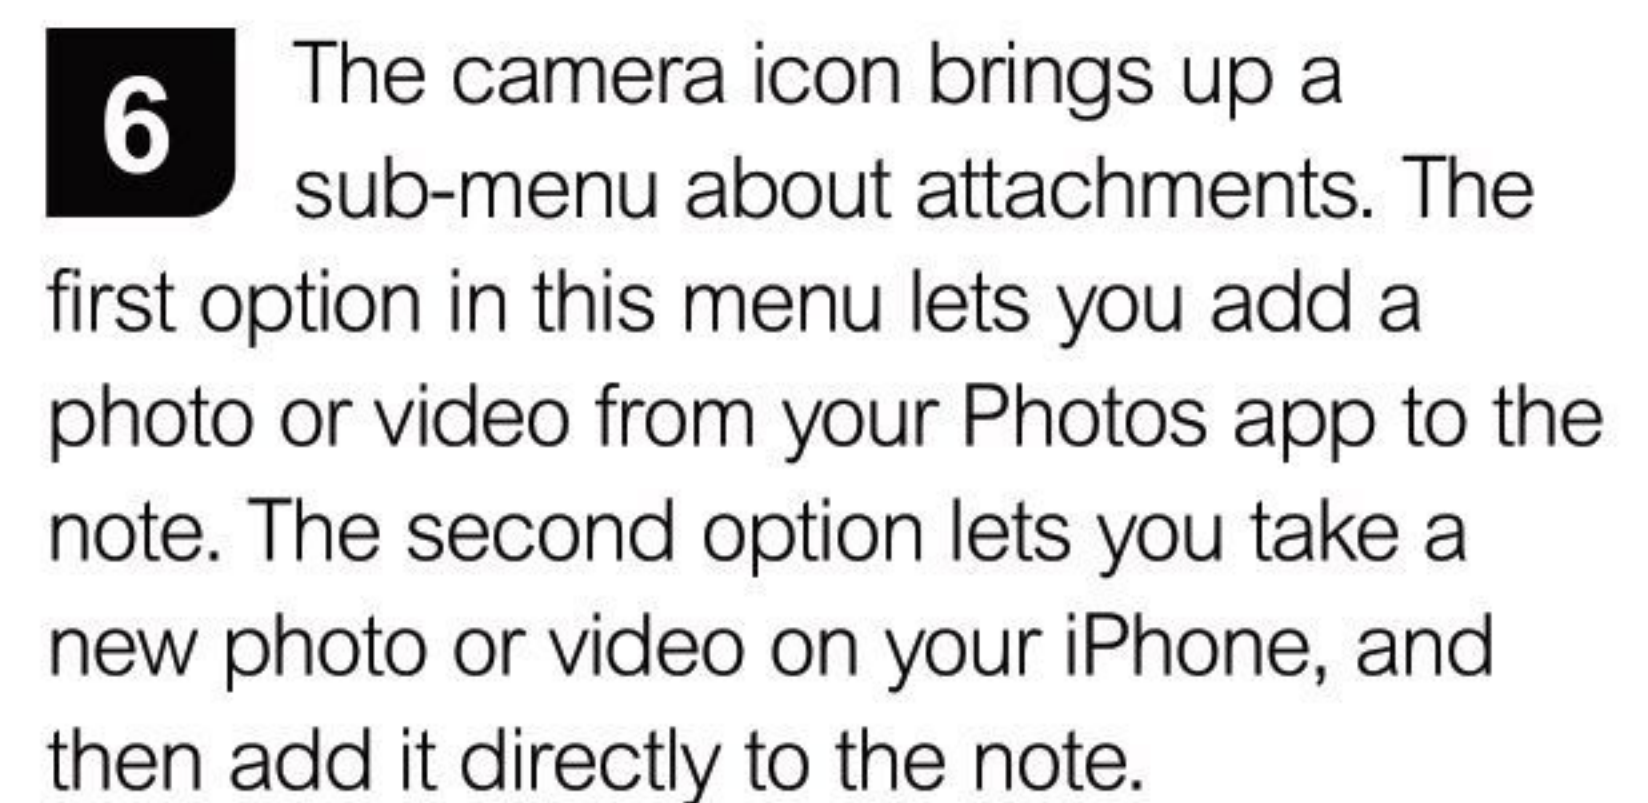 6
The camera icon brings up a
sub-menu about attachments. The
first option in this menu lets you add a
photo or video from your Photos app to the
note. The second option lets you take a
new photo or video on your iPhone, and
then add it directly to the note.